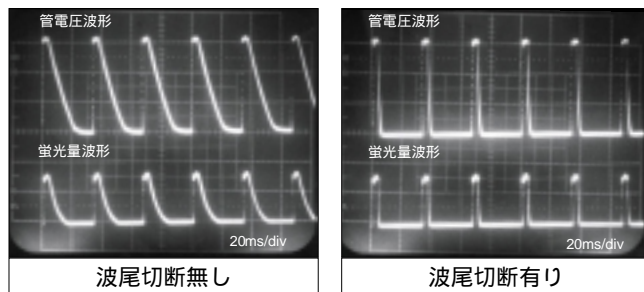 管電圧波形
蛍光量波形
20ms/div
波尾切断無し
管電圧波形
蛍光量波形
20ms/div
波尾切断有り